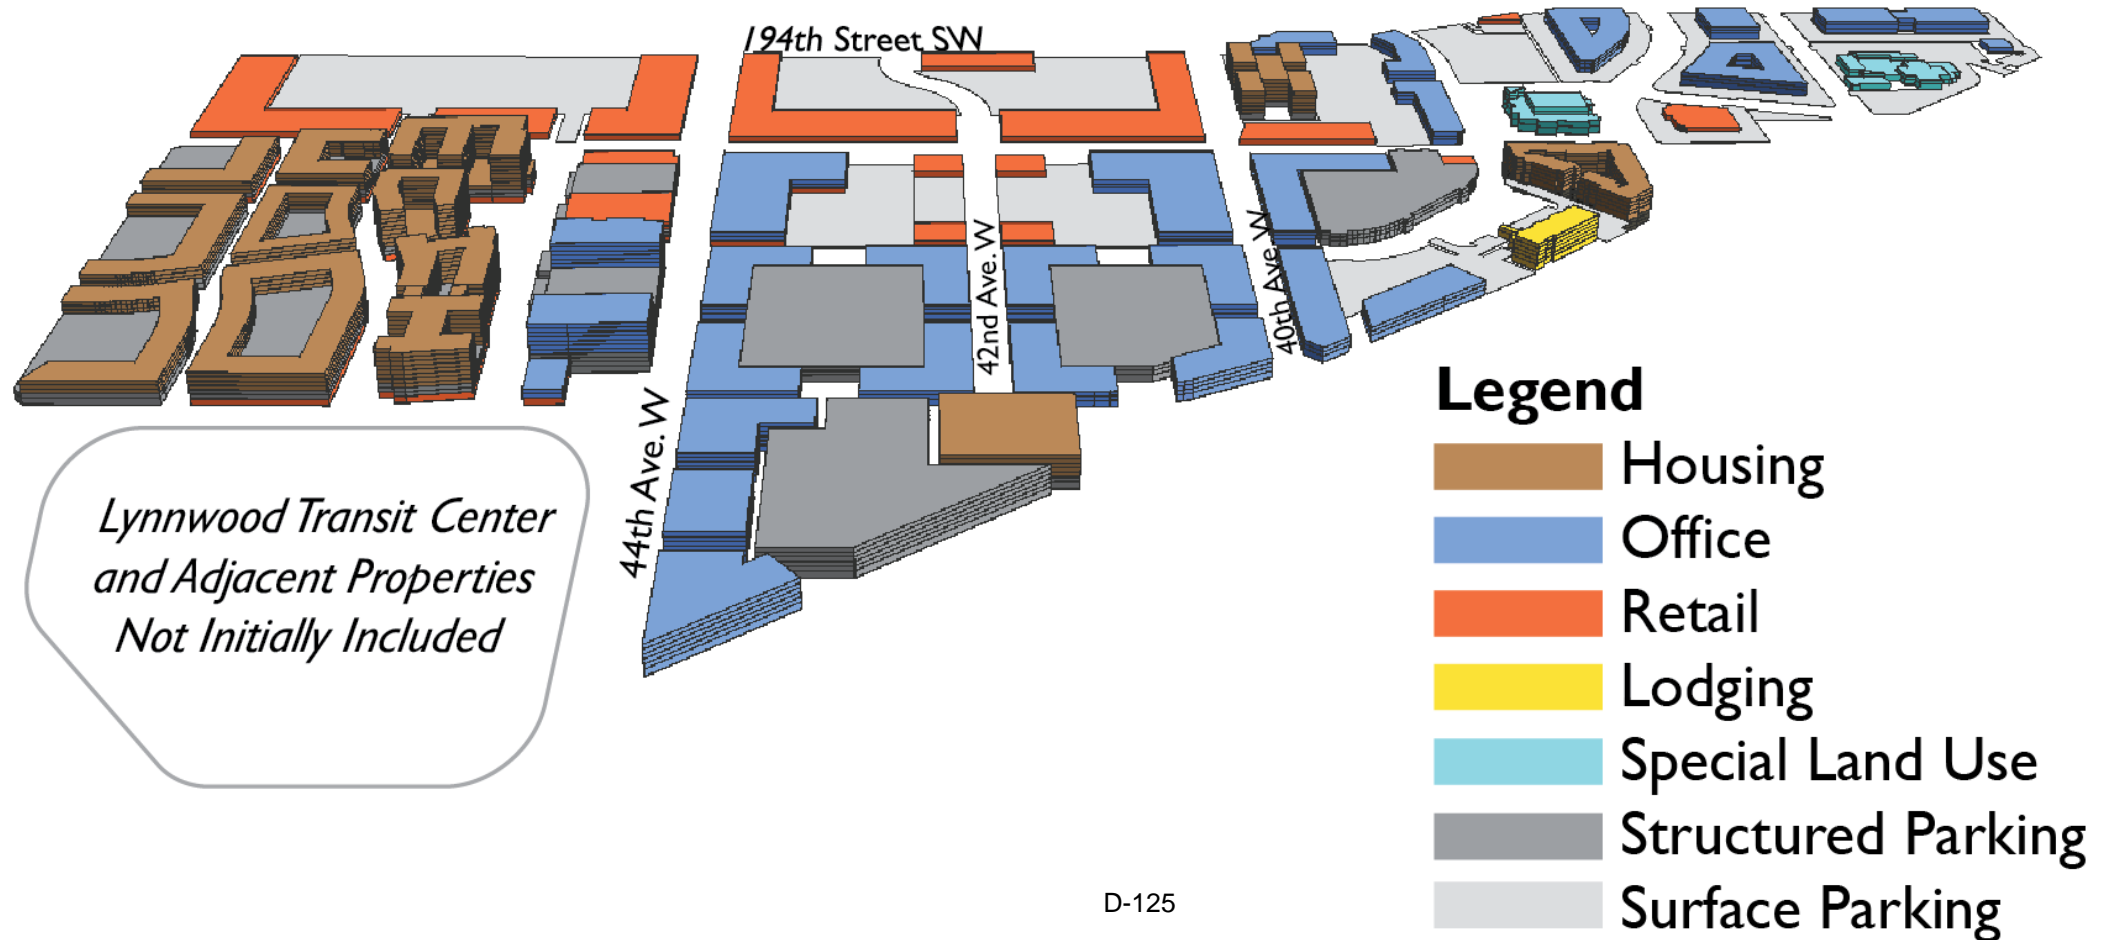 194th Street SW
42nd Ave. W
40th Ave. W
44th Ave. W
Lynnwood Transit Center
and Adjacent Properties
Not Initially Included
Legend
Housing
Office
Retail
Lodging
Special Land Use
Structured Parking
Surface Parking
D-125